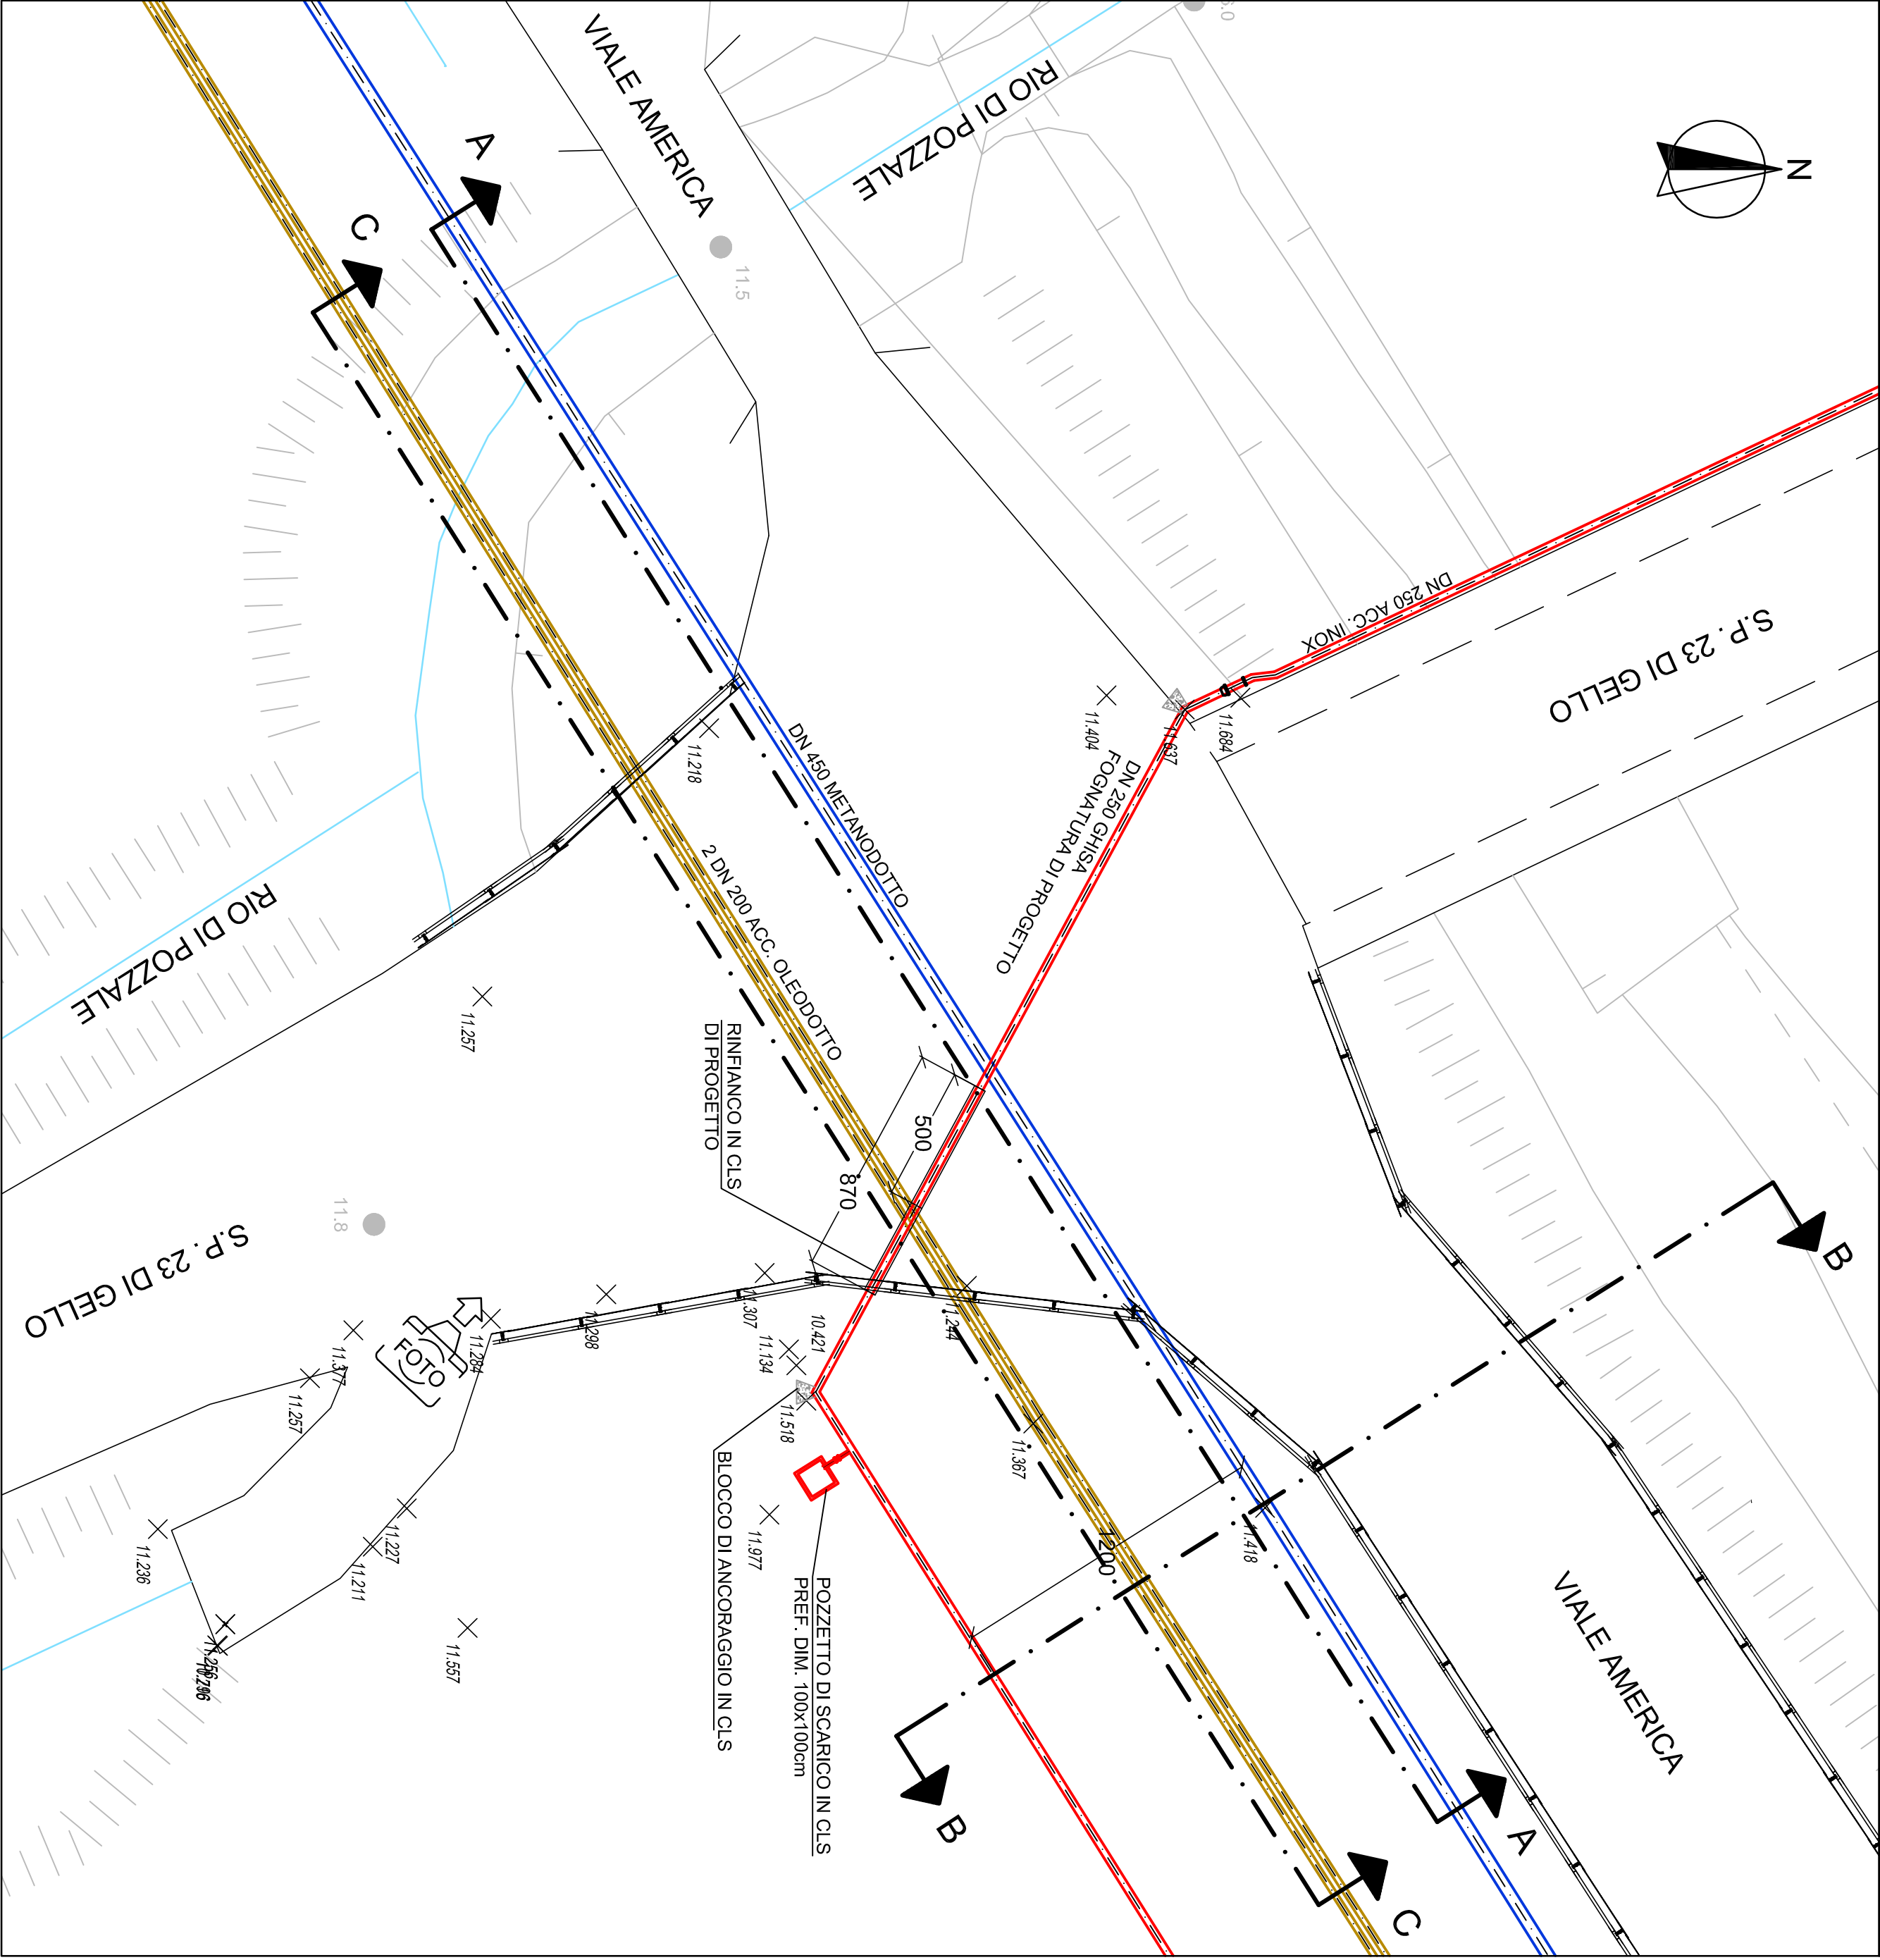 N
VIALE AMERICA
RIO DI POZZALE
A
C
11.5
DN 250 ACC. INOX
S.P. 23 DI GELLO
11.684
11.637
11.404
11.218
DN 250 GHISA
FOGNATURA DI PROGETTO
DN 450 METANODOTTO
2 DN 200 ACC. OLEODOTTO
RIO DI POZZALE
11.257
RINFIANCO IN CLS
DI PROGETTO
500
870
B
11.8
S.P. 23 DI GELLO
FOTO
11.377
11.257
11.284
11.298
11.307
11.134
10.421
11.244
11.518
11.367
11.418
11.977
1200
BLOCCO DI ANCORAGGIO IN CLS
POZZETTO DI SCARICO IN CLS
PREF. DIM. 100x100cm
11.236
11.227
11.211
11.557
11.256
VIALE AMERICA
B
A
C